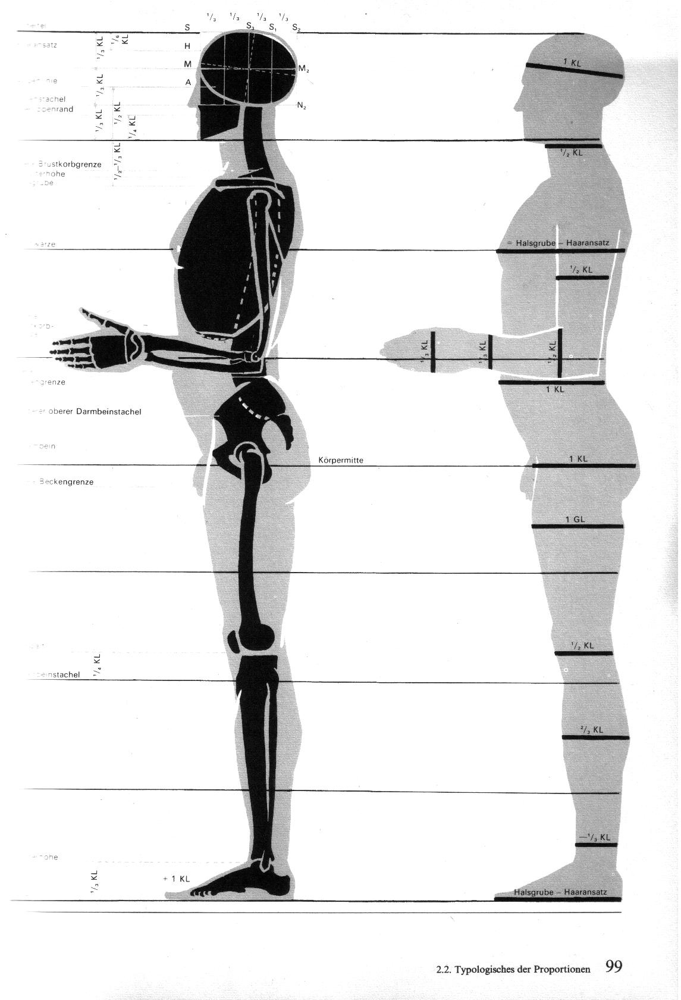 1/3 1/3 1/3 1/3
S S3 S1 S2
1/3 KL
1/6 KL
H
M M2
1 KL
1/3 KL
A
N2
1/3 KL
1/2 KL
1/4 KL
1/2–1/3 KL
1/2 KL
Brustkorbgrenze
= Halsgrube – Haaransatz
1/2 KL
1/3 KL
1/3 KL
1/2 KL
1 KL
oberer Darmbeinstachel
Körpermitte
1 KL
Beckengrenze
1 GL
1/2 KL
1/4 KL
2/3 KL
—1/3 KL
1/3 KL
+ 1 KL
Halsgrube – Haaransatz
2.2. Typologisches der Proportionen 99